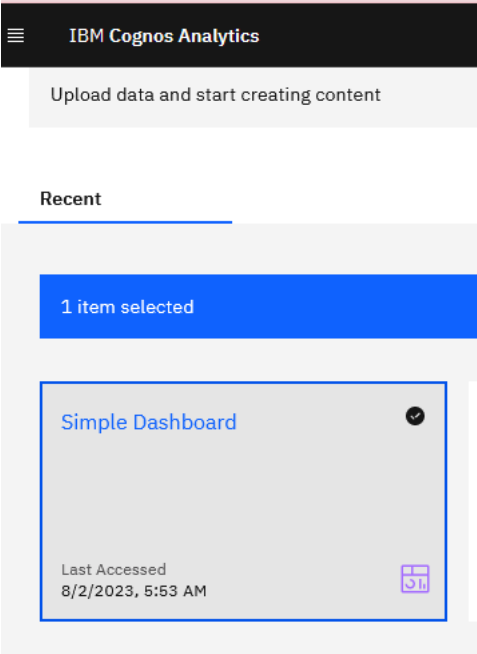 IBM Cognos Analytics
Upload data and start creating content
Recent
1 item selected
Simple Dashboard
Last Accessed
8/2/2023, 5:53 AM